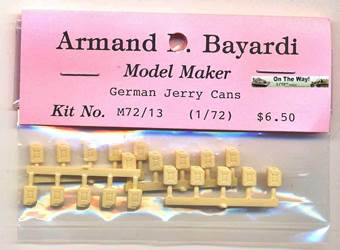 Armand D. Bayardi
Model Maker
On The Way!
German Jerry Cans
Kit No. M72/13 (1/72) $6.50